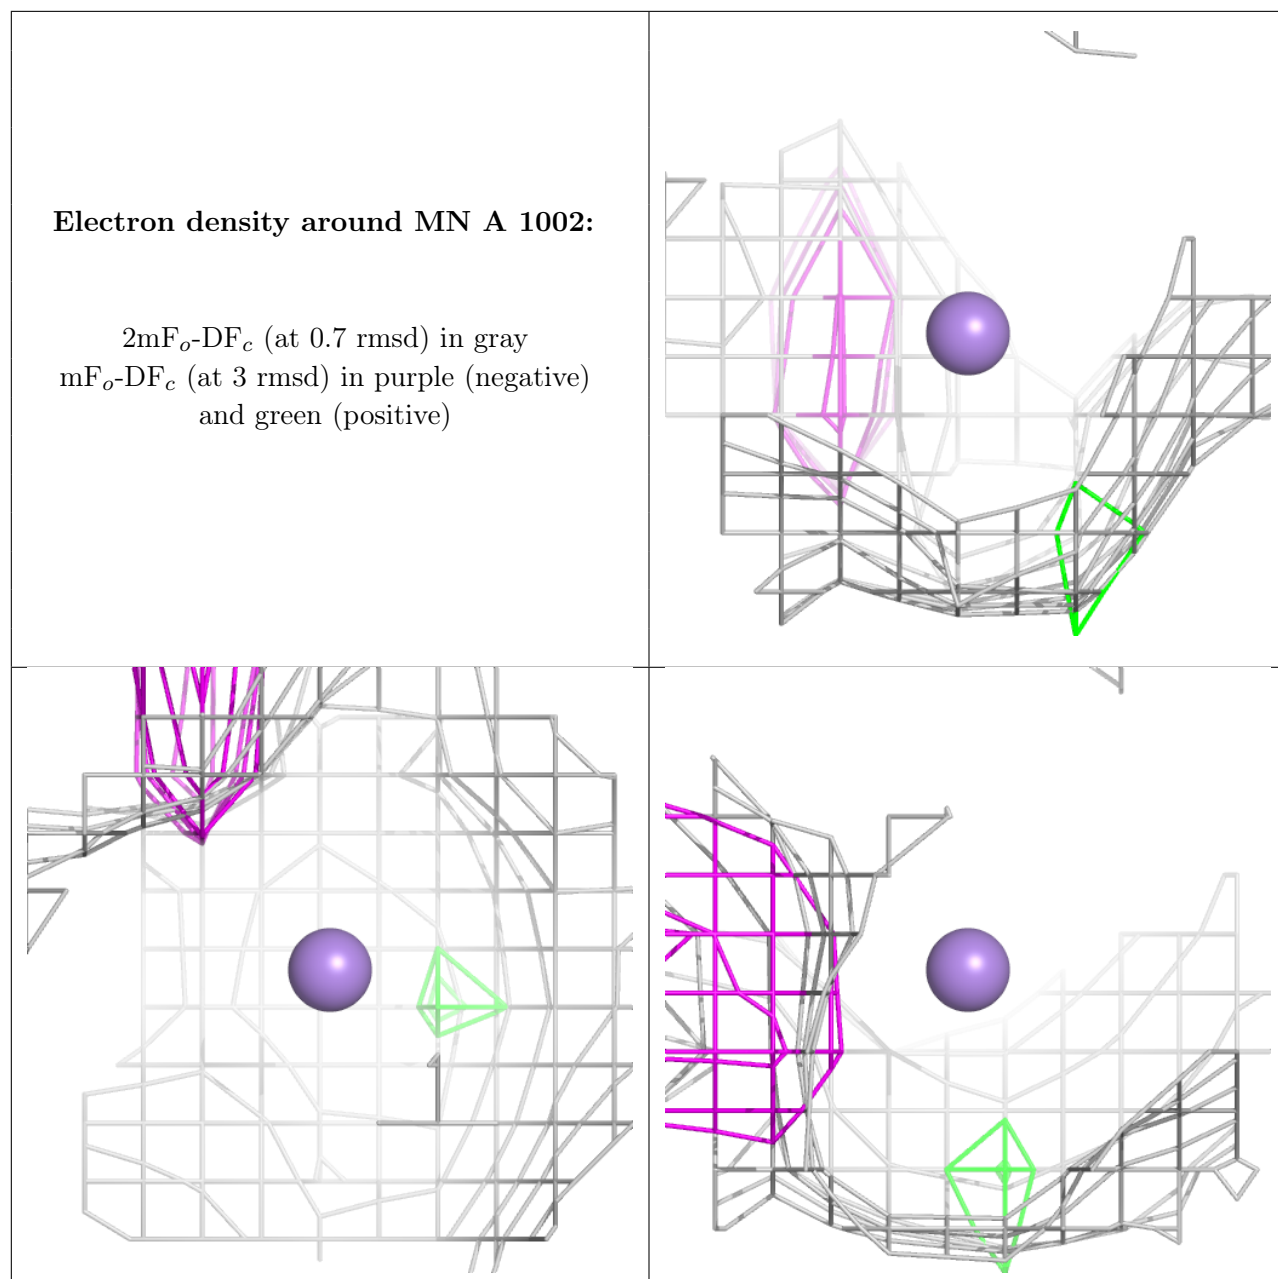 Electron density around MN A 1002:
2mFo-DFc (at 0.7 rmsd) in gray
mFo-DFc (at 3 rmsd) in purple (negative)
and green (positive)